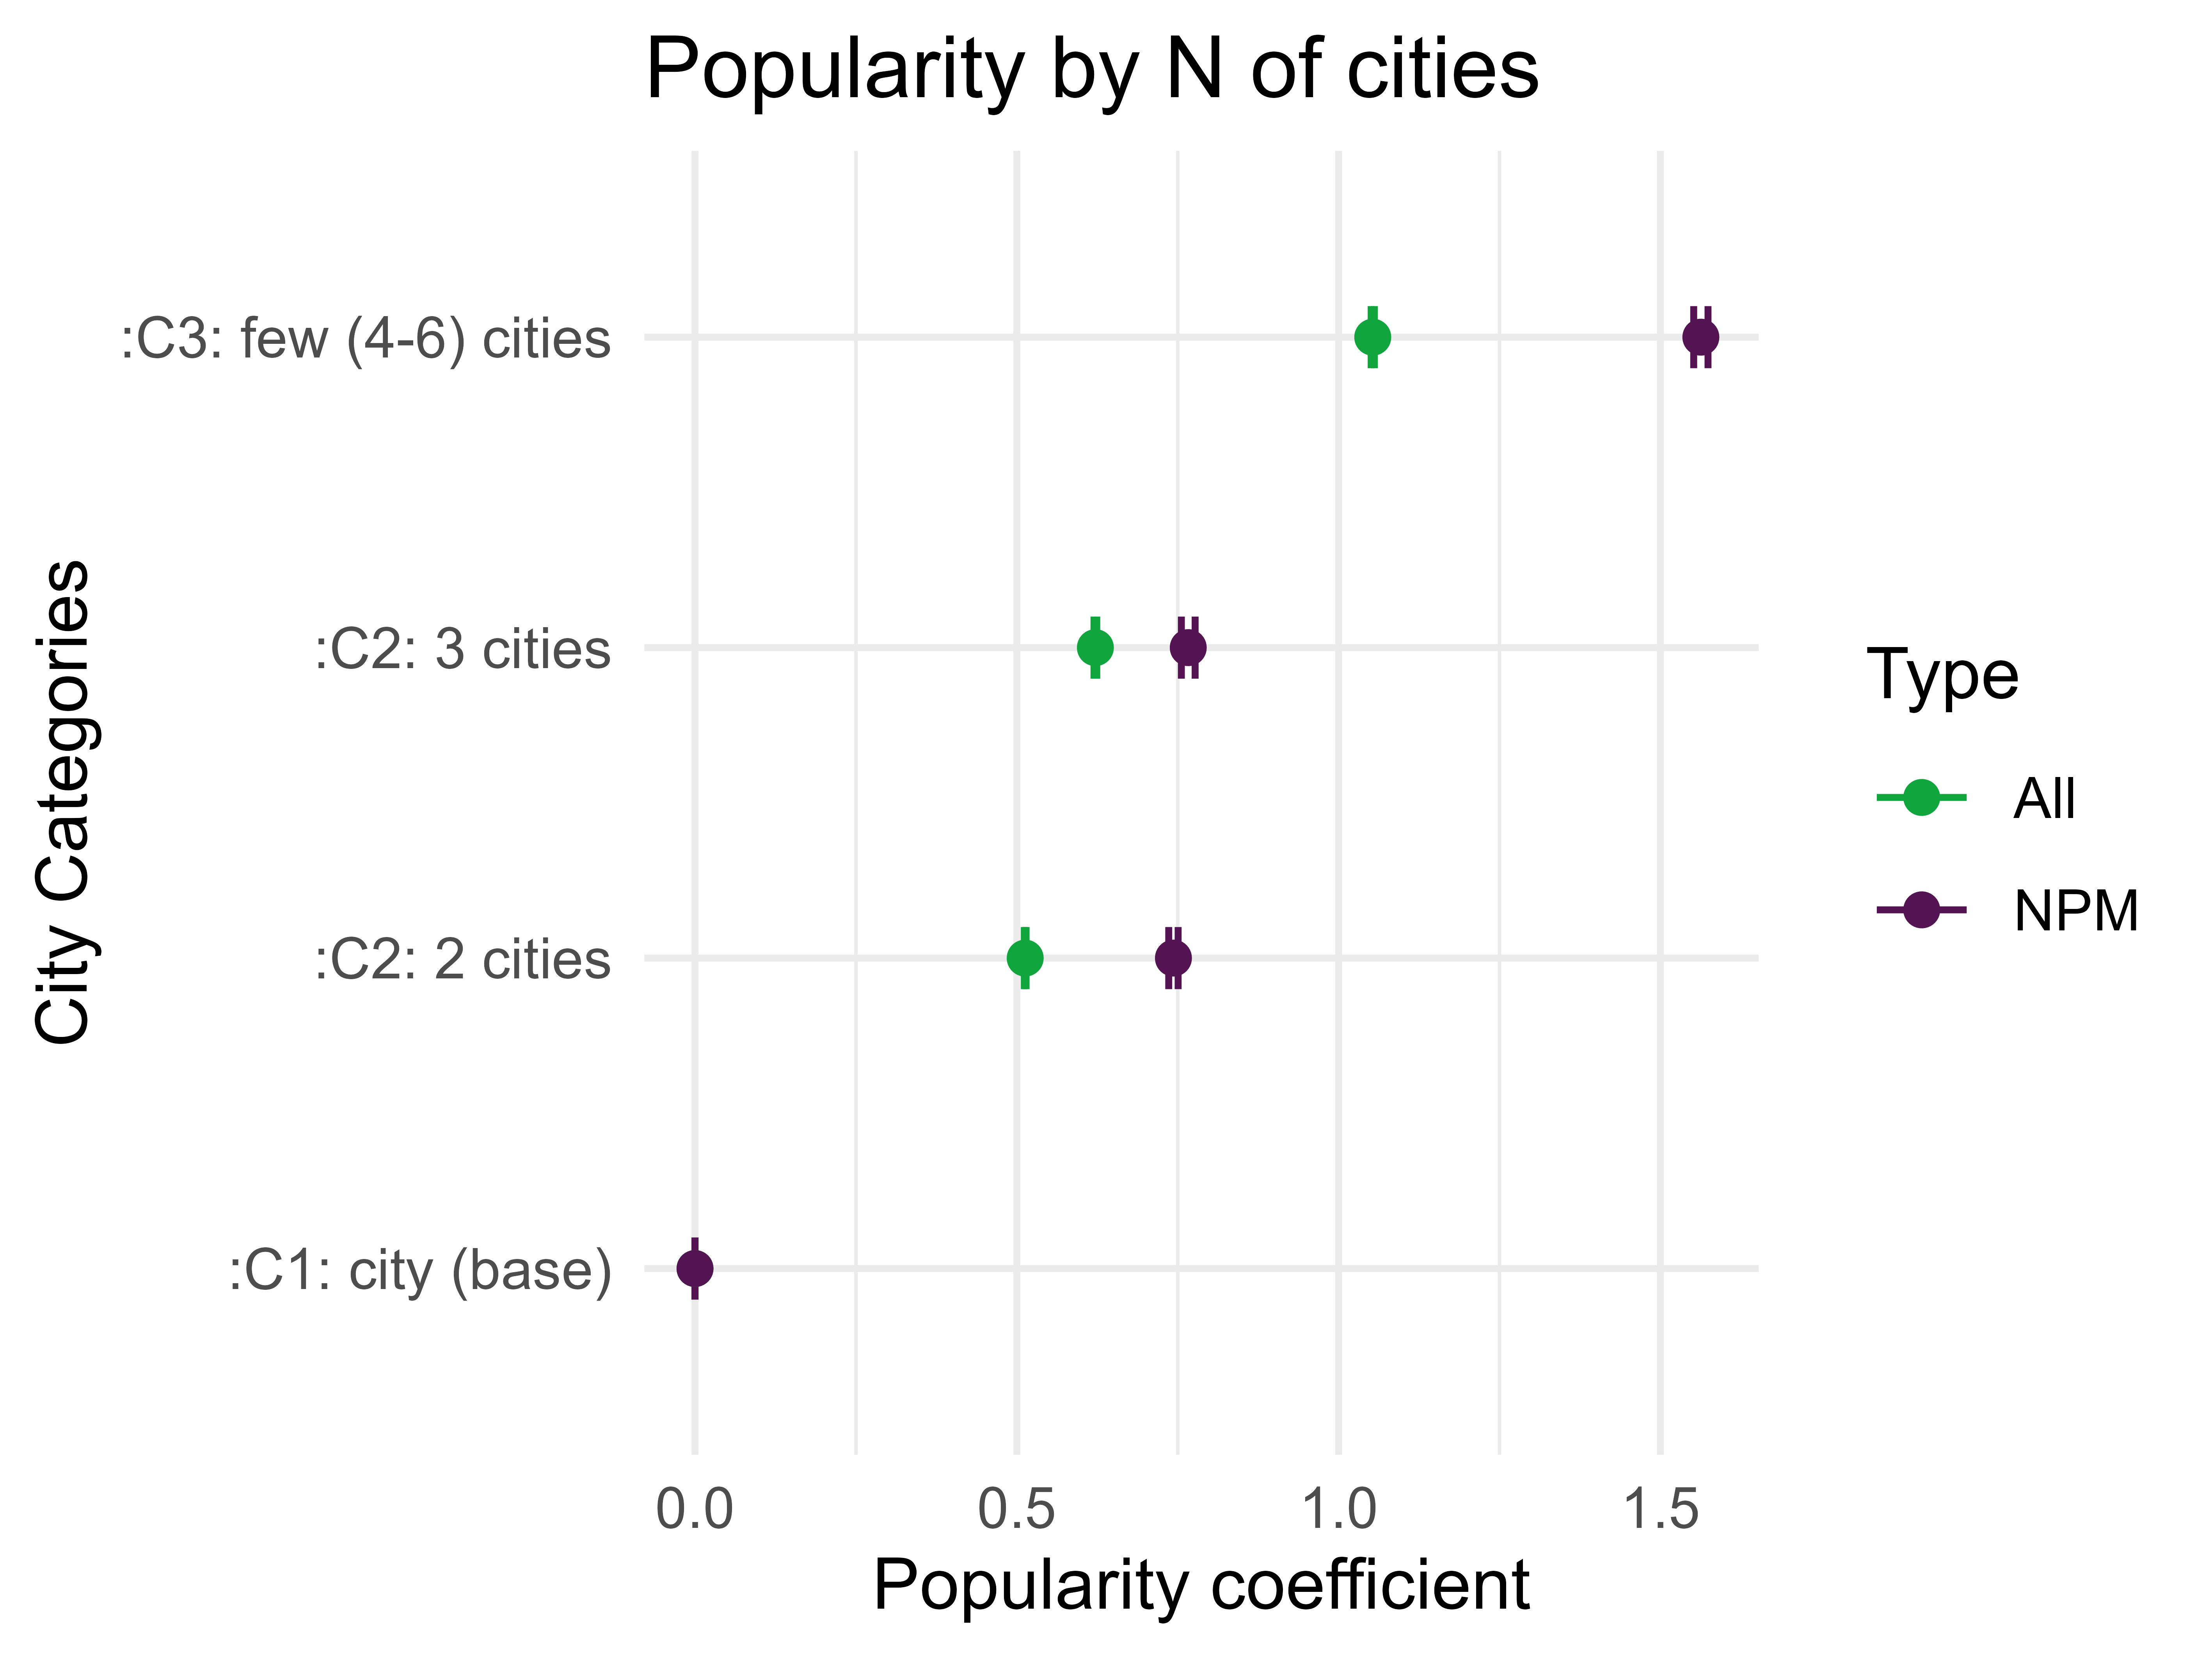 Popularity by N of cities
City Categories
:C3: few (4-6) cities
:C2: 3 cities
:C2: 2 cities
:C1: city (base)
0.0 0.5 1.0 1.5
Popularity coefficient
Type
All
NPM